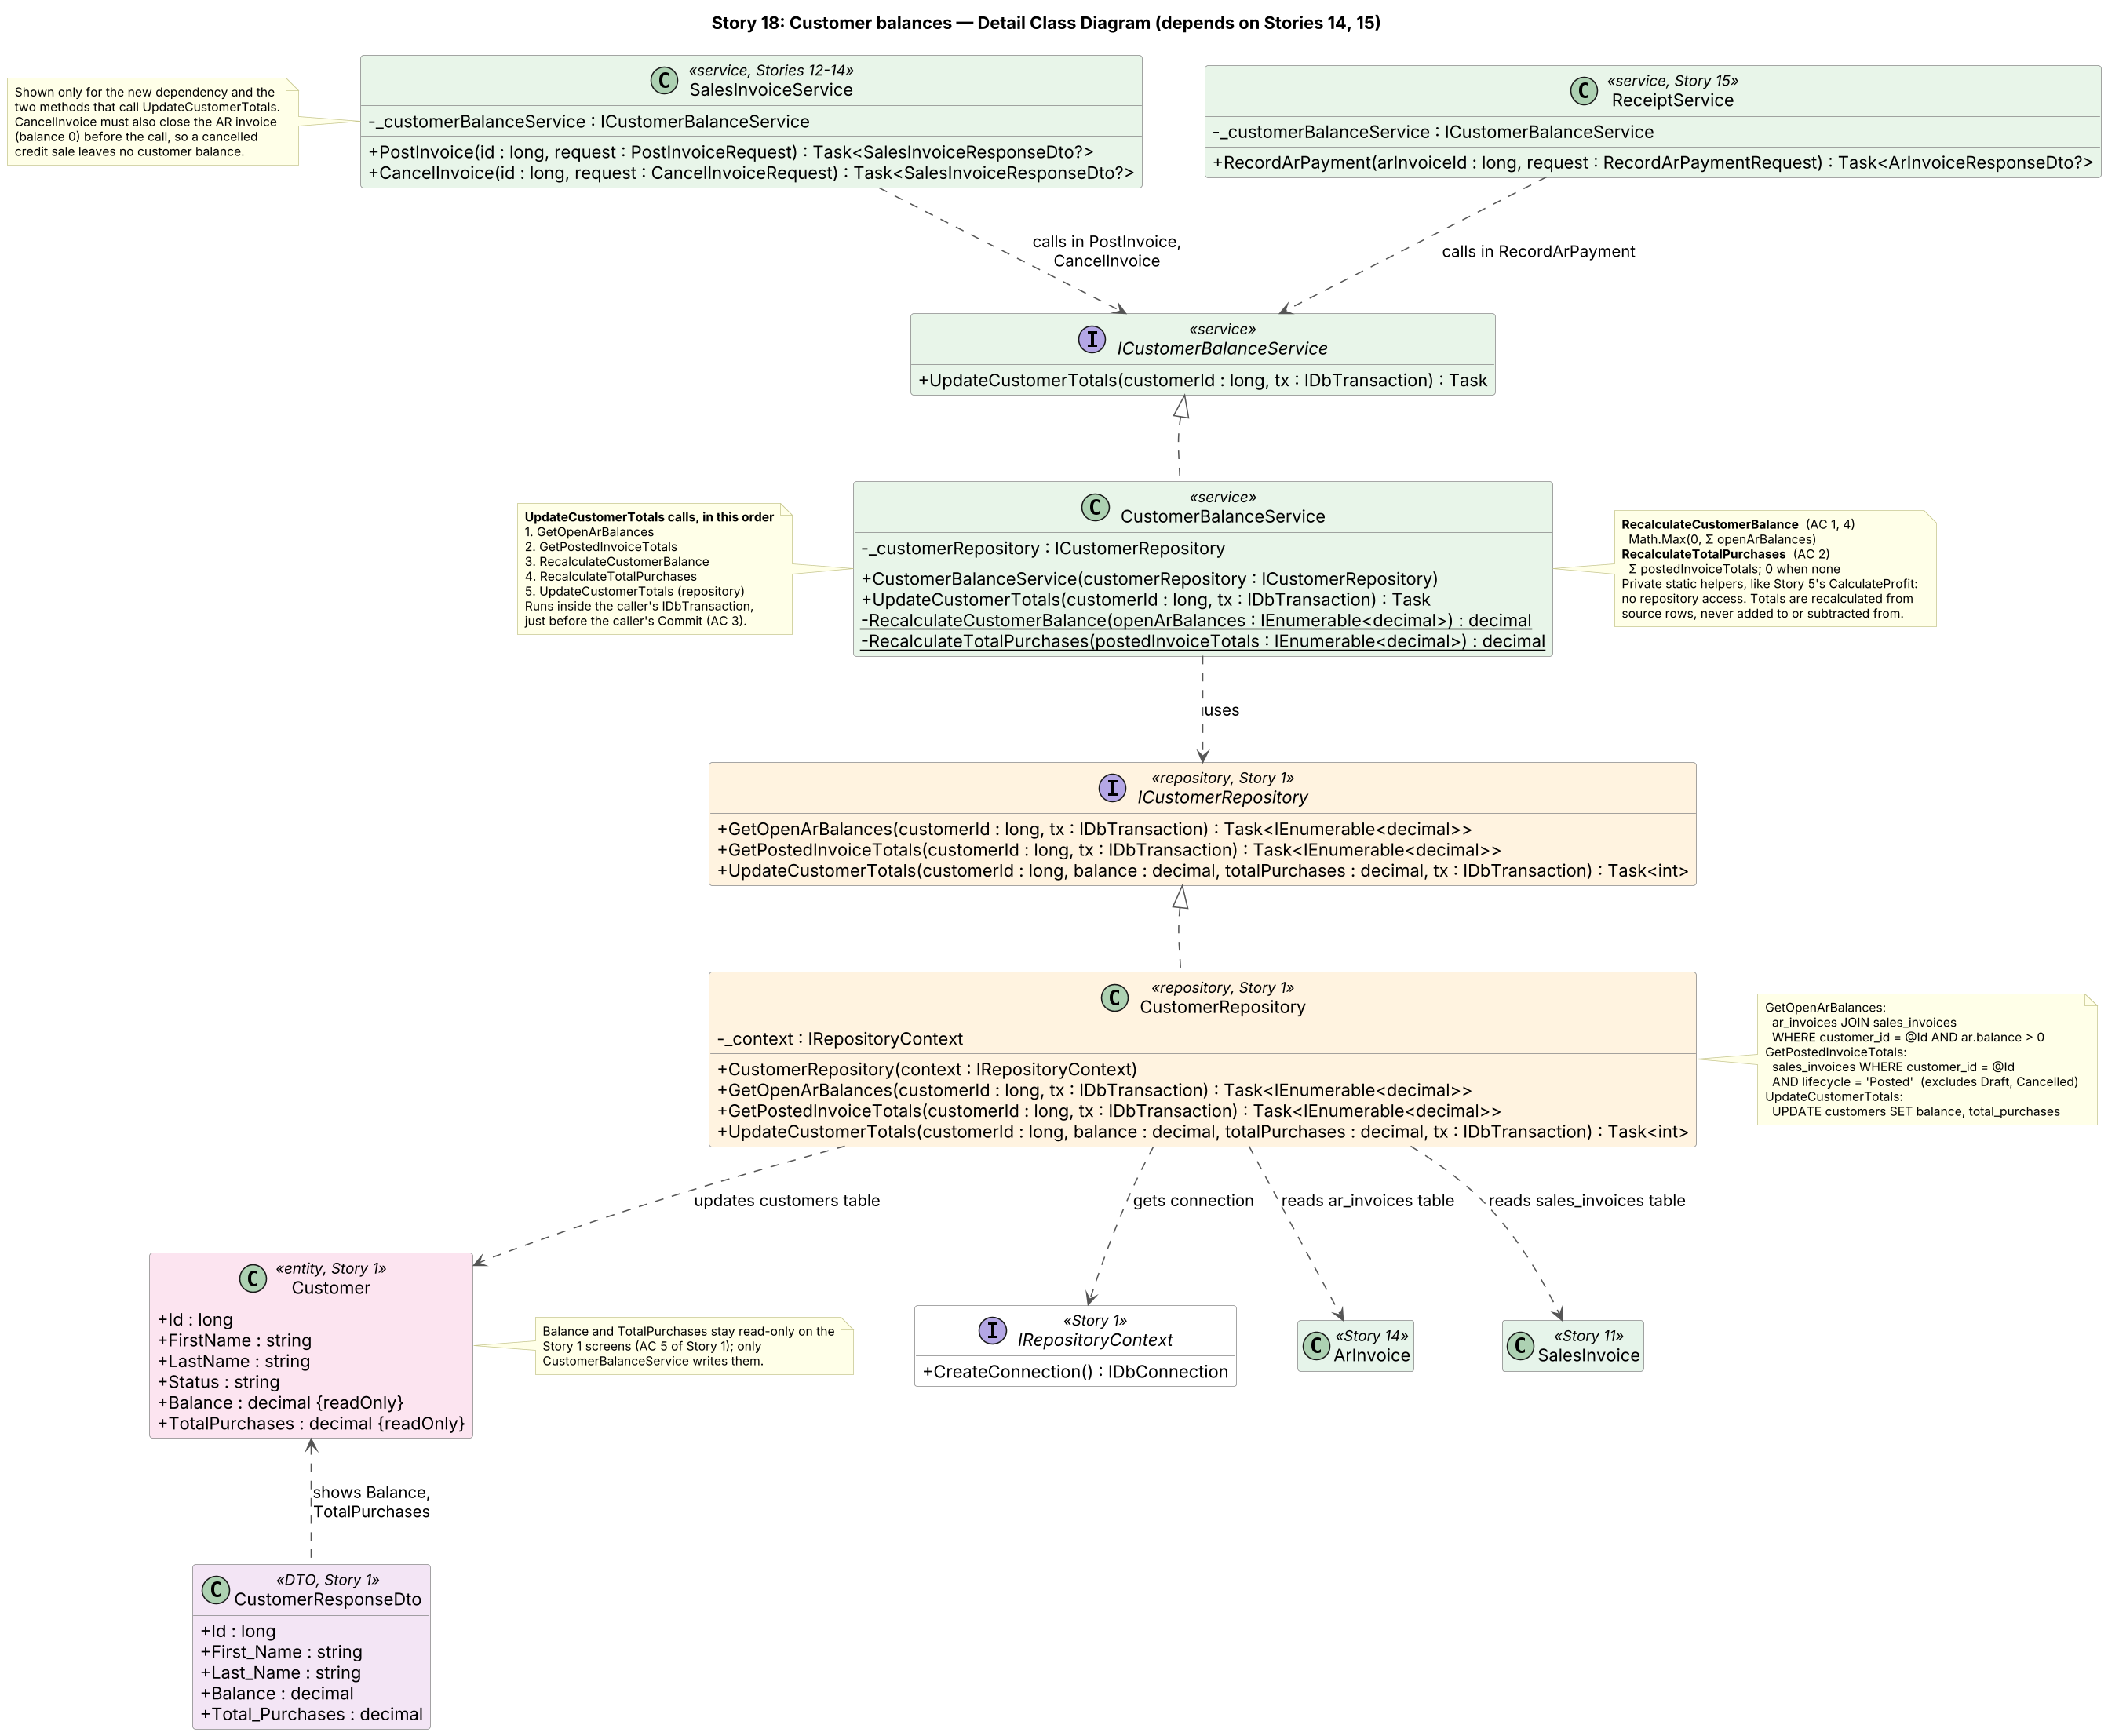 Story 18: Customer balances — Detail Class Diagram (depends on Stories 14, 15)
Shown only for the new dependency and the
two methods that call UpdateCustomerTotals.
CancelInvoice must also close the AR invoice
(balance 0) before the call, so a cancelled
credit sale leaves no customer balance.
C
«service, Stories 12-14»
SalesInvoiceService
-_customerBalanceService : ICustomerBalanceService
+PostInvoice(id : long, request : PostInvoiceRequest) : Task<SalesInvoiceResponseDto?>
+CancelInvoice(id : long, request : CancelInvoiceRequest) : Task<SalesInvoiceResponseDto?>
C
«service, Story 15»
ReceiptService
-_customerBalanceService : ICustomerBalanceService
+RecordArPayment(arInvoiceId : long, request : RecordArPaymentRequest) : Task<ArInvoiceResponseDto?>
calls in PostInvoice,
CancelInvoice
calls in RecordArPayment
I
«service»
ICustomerBalanceService
+UpdateCustomerTotals(customerId : long, tx : IDbTransaction) : Task
UpdateCustomerTotals calls, in this order
1. GetOpenArBalances
2. GetPostedInvoiceTotals
3. RecalculateCustomerBalance
4. RecalculateTotalPurchases
5. UpdateCustomerTotals (repository)
Runs inside the caller's IDbTransaction,
just before the caller's Commit (AC 3).
C
«service»
CustomerBalanceService
-_customerRepository : ICustomerRepository
+CustomerBalanceService(customerRepository : ICustomerRepository)
+UpdateCustomerTotals(customerId : long, tx : IDbTransaction) : Task
-RecalculateCustomerBalance(openArBalances : IEnumerable<decimal>) : decimal
-RecalculateTotalPurchases(postedInvoiceTotals : IEnumerable<decimal>) : decimal
RecalculateCustomerBalance (AC 1, 4)
Math.Max(0, Σ openArBalances)
RecalculateTotalPurchases (AC 2)
Σ postedInvoiceTotals; 0 when none
Private static helpers, like Story 5's CalculateProfit:
no repository access. Totals are recalculated from
source rows, never added to or subtracted from.
uses
I
«repository, Story 1»
ICustomerRepository
+GetOpenArBalances(customerId : long, tx : IDbTransaction) : Task<IEnumerable<decimal>>
+GetPostedInvoiceTotals(customerId : long, tx : IDbTransaction) : Task<IEnumerable<decimal>>
+UpdateCustomerTotals(customerId : long, balance : decimal, totalPurchases : decimal, tx : IDbTransaction) : Task<int>
C
«repository, Story 1»
CustomerRepository
-_context : IRepositoryContext
+CustomerRepository(context : IRepositoryContext)
+GetOpenArBalances(customerId : long, tx : IDbTransaction) : Task<IEnumerable<decimal>>
+GetPostedInvoiceTotals(customerId : long, tx : IDbTransaction) : Task<IEnumerable<decimal>>
+UpdateCustomerTotals(customerId : long, balance : decimal, totalPurchases : decimal, tx : IDbTransaction) : Task<int>
GetOpenArBalances:
ar_invoices JOIN sales_invoices
WHERE customer_id = @Id AND ar.balance > 0
GetPostedInvoiceTotals:
sales_invoices WHERE customer_id = @Id
AND lifecycle = 'Posted' (excludes Draft, Cancelled)
UpdateCustomerTotals:
UPDATE customers SET balance, total_purchases
updates customers table
gets connection
reads ar_invoices table
reads sales_invoices table
C
«entity, Story 1»
Customer
+Id : long
+FirstName : string
+LastName : string
+Status : string
+Balance : decimal {readOnly}
+TotalPurchases : decimal {readOnly}
Balance and TotalPurchases stay read-only on the
Story 1 screens (AC 5 of Story 1); only
CustomerBalanceService writes them.
I
«Story 1»
IRepositoryContext
+CreateConnection() : IDbConnection
C
«Story 14»
ArInvoice
C
«Story 11»
SalesInvoice
shows Balance,
TotalPurchases
C
«DTO, Story 1»
CustomerResponseDto
+Id : long
+First_Name : string
+Last_Name : string
+Balance : decimal
+Total_Purchases : decimal